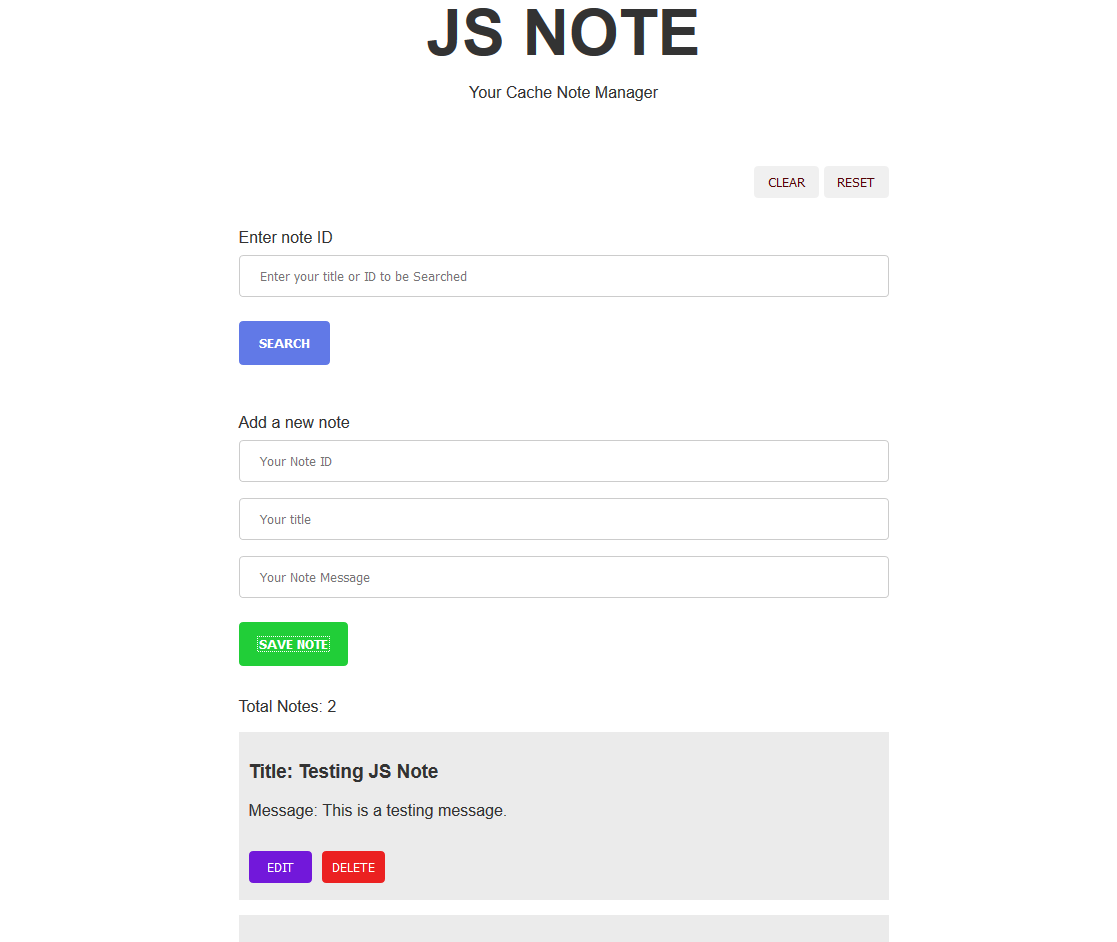 JS NOTE
Your Cache Note Manager
CLEAR RESET
Enter note ID
Enter your title or ID to be Searched
SEARCH
Add a new note
Your Note ID
Your title
Your Note Message
SAVE NOTE
Total Notes: 2
Title: Testing JS Note
Message: This is a testing message.
EDIT DELETE